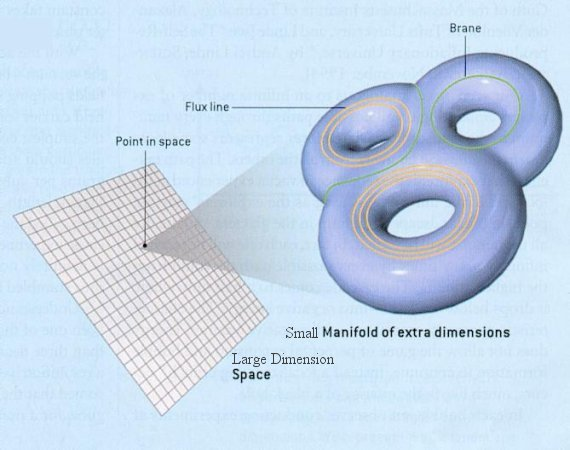 Brane
Flux line
Point in space
Small Manifold of extra dimensions
Large Dimension
Space